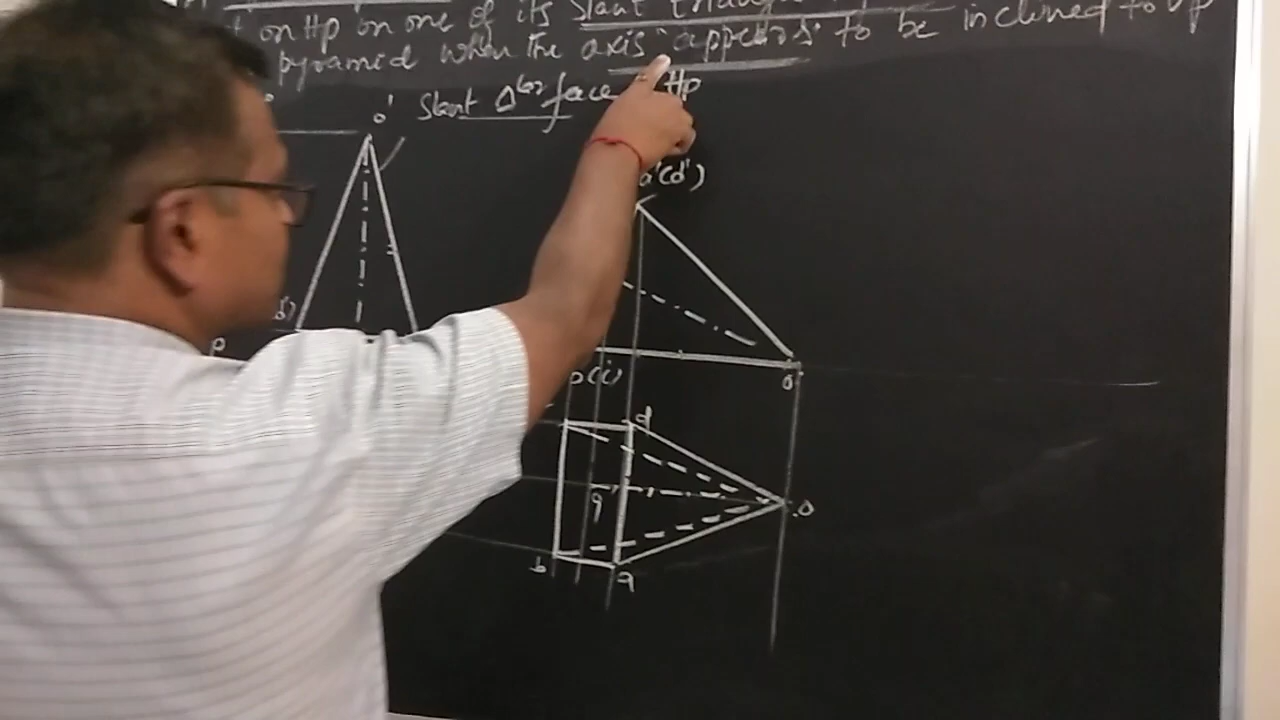 on Hp on one of its Slant
inclined to Vp
pyramid when the axis appears to be
Slant Δlar face Hp
o'
a'(d')
p
o'
d
q
o
b
a